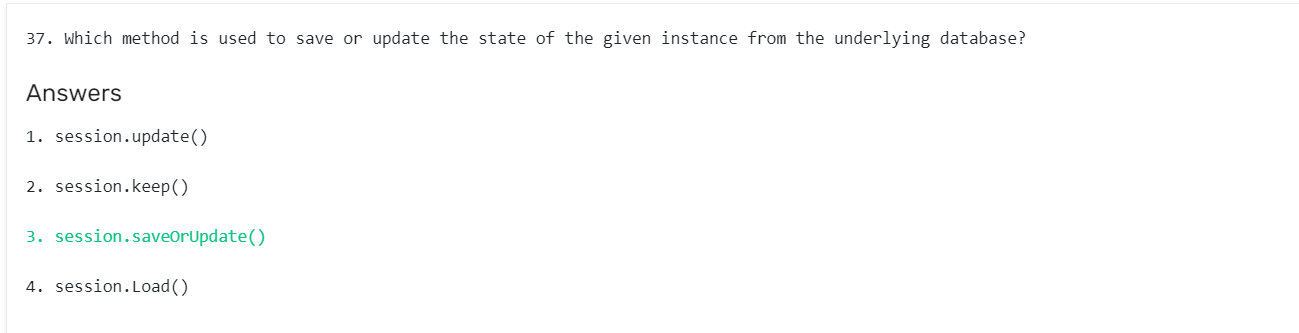 37. Which method is used to save or update the state of the given instance from the underlying database?
Answers
1. session.update()
2. session.keep()
3. session.saveOrUpdate()
4. session.Load()